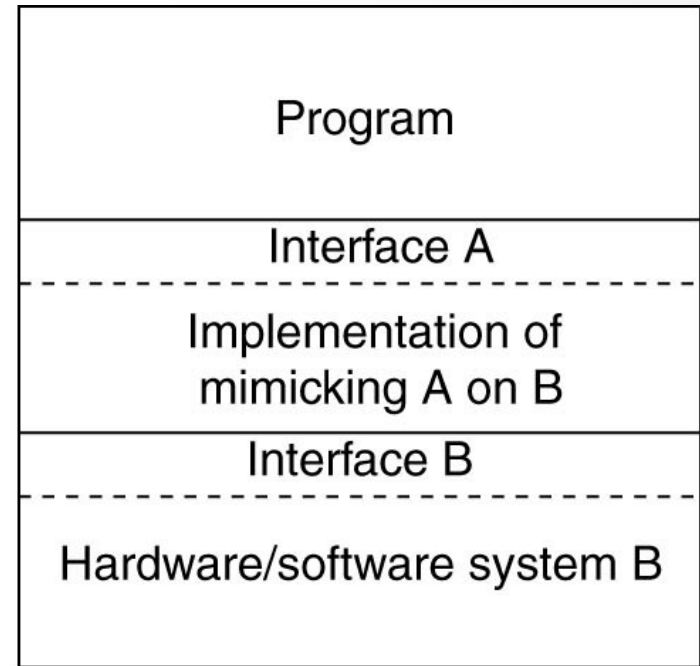 Program
Interface A
Implementation of
mimicking A on B
Interface B
Hardware/software system B